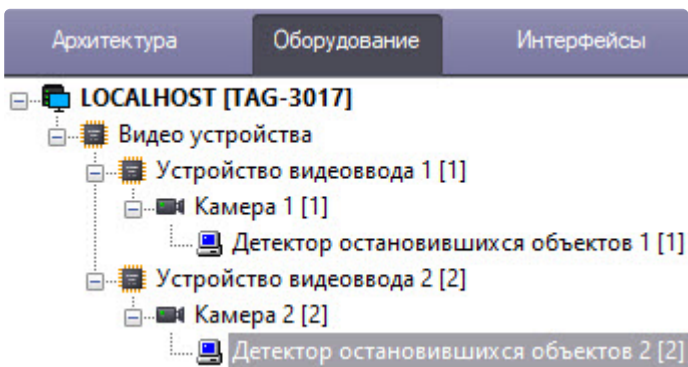 Архитектура Оборудование Интерфейсы
LOCALHOST [TAG-3017]
Видео устройства
Устройство видеоввода 1 [1]
Камера 1 [1]
Детектор остановившихся объектов 1 [1]
Устройство видеоввода 2 [2]
Камера 2 [2]
Детектор остановившихся объектов 2 [2]